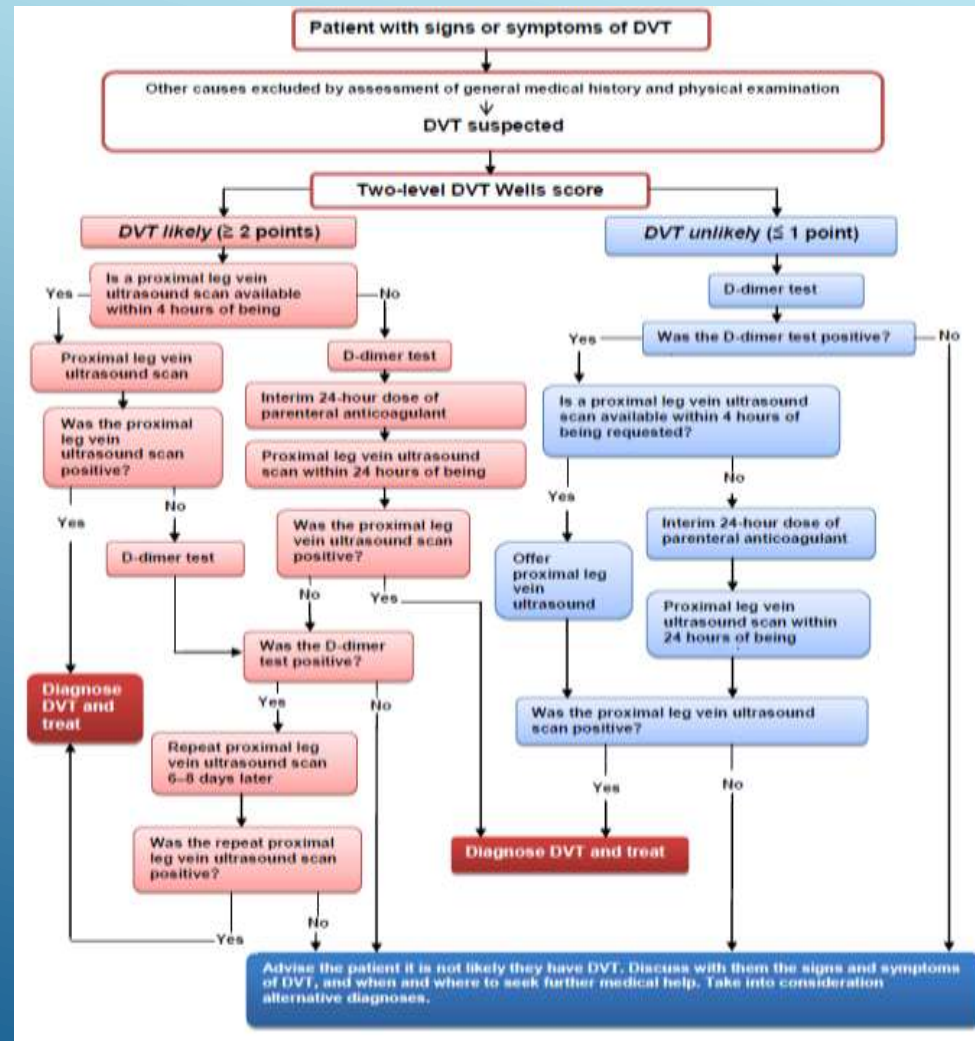 Patient with signs or symptoms of DVT
Other causes excluded by assessment of general medical history and physical examination
DVT suspected
Two-level DVT Wells score
DVT likely (≥ 2 points)
DVT unlikely (≤ 1 point)
Is a proximal leg vein
ultrasound scan available
within 4 hours of being
Yes
No
D-dimer test
Was the D-dimer test positive?
Yes
No
Proximal leg vein
ultrasound scan
D-dimer test
Interim 24-hour dose of
parenteral anticoagulant
Is a proximal leg vein ultrasound
scan available within 4 hours of
being requested?
Was the proximal
leg vein
ultrasound scan
positive?
Proximal leg vein ultrasound
scan within 24 hours of being
Yes
No
Yes
No
Was the proximal leg
vein ultrasound scan
positive?
Interim 24-hour dose of
parenteral anticoagulant
D-dimer test
Offer
proximal leg
vein
ultrasound
No
Yes
Proximal leg vein
ultrasound scan within
24 hours of being
Was the D-dimer
test positive?
Diagnose
DVT and
treat
Yes
No
Was the proximal leg vein ultrasound
scan positive?
Repeat proximal leg
vein ultrasound scan
6–8 days later
Yes
No
Was the repeat proximal
leg vein ultrasound scan
positive?
Diagnose DVT and treat
Yes
No
Advise the patient it is not likely they have DVT. Discuss with them the signs and symptoms
of DVT, and when and where to seek further medical help. Take into consideration
alternative diagnoses.